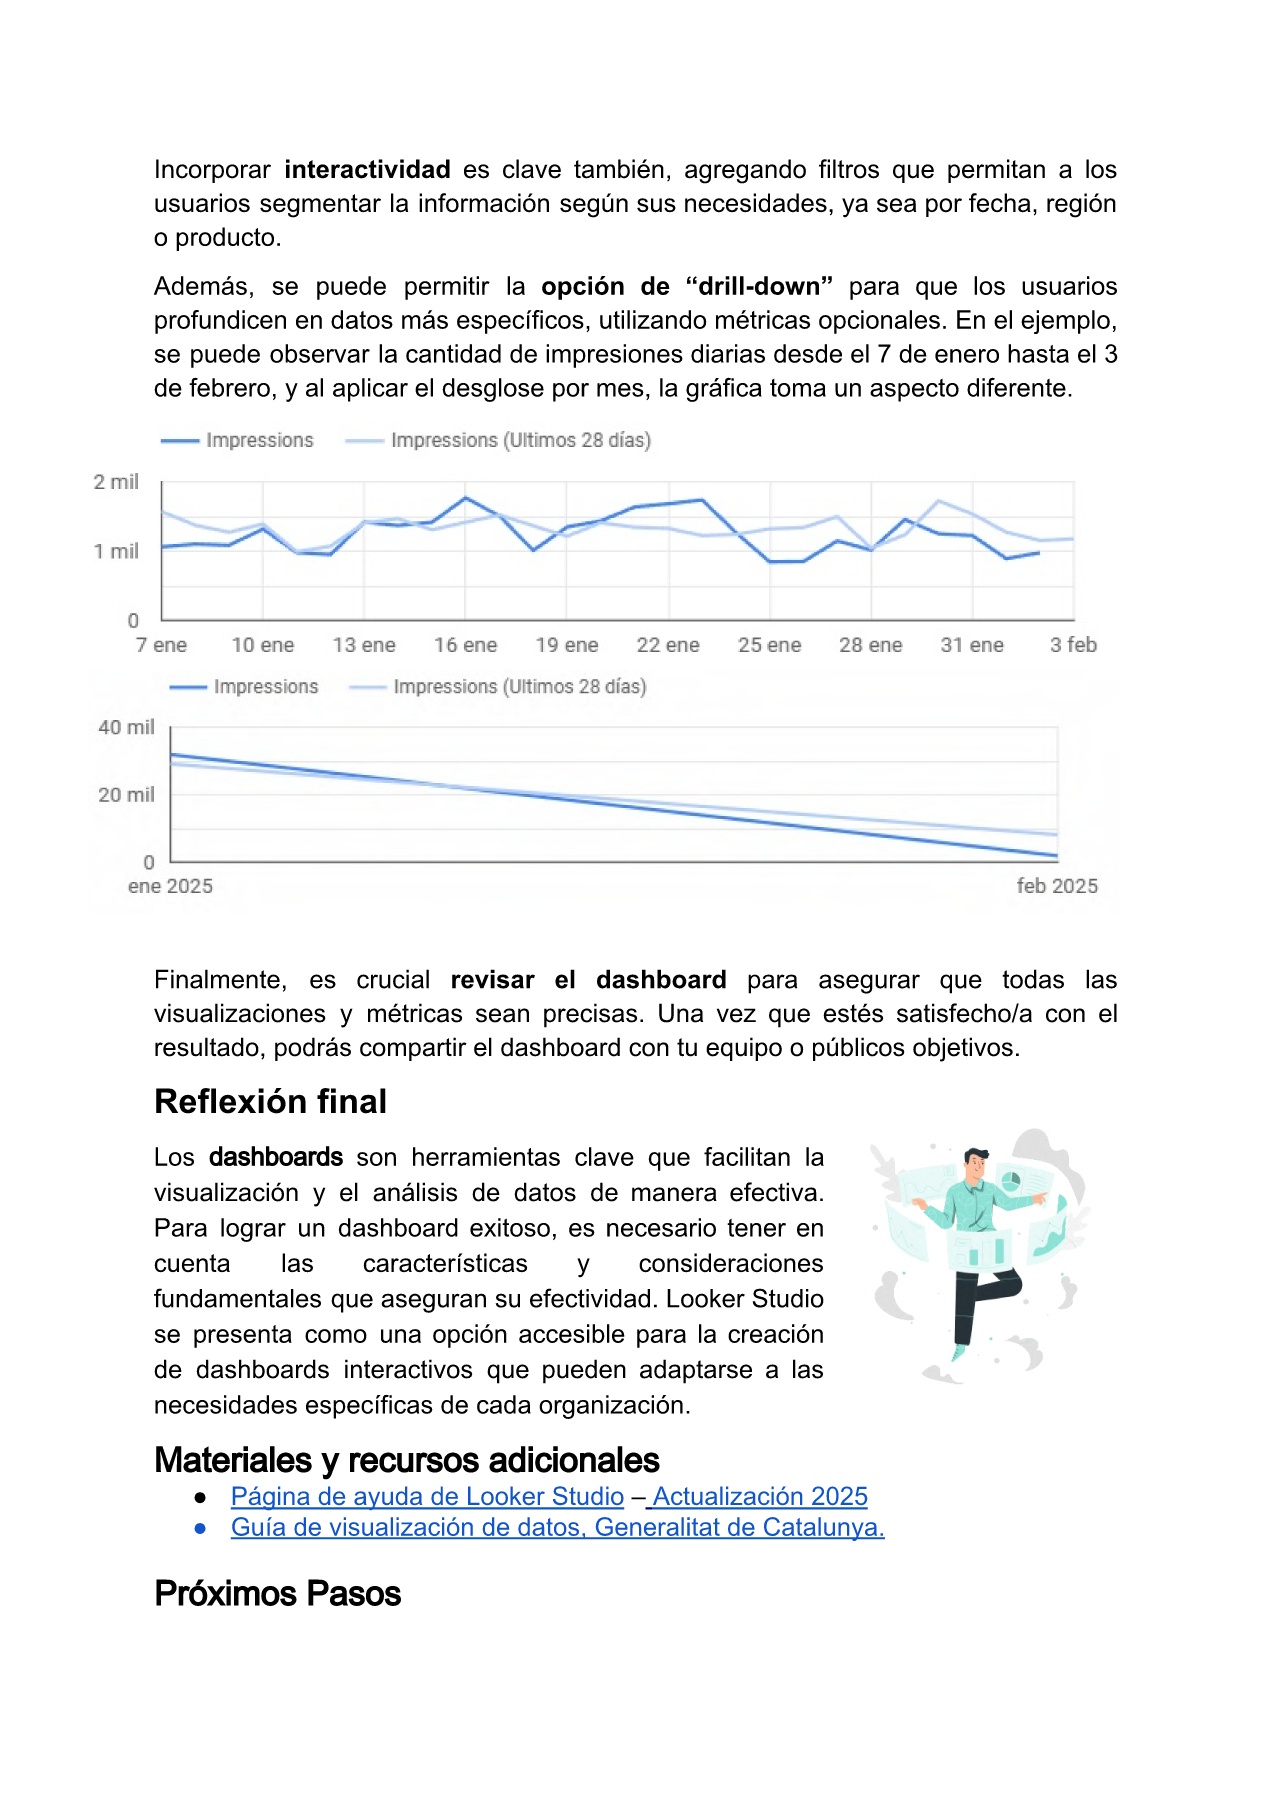 Incorporar interactividad es clave también, agregando filtros que permitan a los
usuarios segmentar la información según sus necesidades, ya sea por fecha, región
o producto.
Además, se puede permitir la opción de “drill-down” para que los usuarios
profundicen en datos más específicos, utilizando métricas opcionales. En el ejemplo,
se puede observar la cantidad de impresiones diarias desde el 7 de enero hasta el 3
de febrero, y al aplicar el desglose por mes, la gráfica toma un aspecto diferente.
Impressions Impressions (Ultimos 28 días)
2 mil
1 mil
0
7 ene 10 ene 13 ene 16 ene 19 ene 22 ene 25 ene 28 ene 31 ene 3 feb
Impressions Impressions (Ultimos 28 días)
40 mil
20 mil
0
ene 2025 feb 2025
Finalmente, es crucial revisar el dashboard para asegurar que todas las
visualizaciones y métricas sean precisas. Una vez que estés satisfecho/a con el
resultado, podrás compartir el dashboard con tu equipo o públicos objetivos.
Reflexión final
Los dashboards son herramientas clave que facilitan la
visualización y el análisis de datos de manera efectiva.
Para lograr un dashboard exitoso, es necesario tener en
cuenta las características y consideraciones
fundamentales que aseguran su efectividad. Looker Studio
se presenta como una opción accesible para la creación
de dashboards interactivos que pueden adaptarse a las
necesidades específicas de cada organización.
Materiales y recursos adicionales
● Página de ayuda de Looker Studio – Actualización 2025
● Guía de visualización de datos, Generalitat de Catalunya.
Próximos Pasos